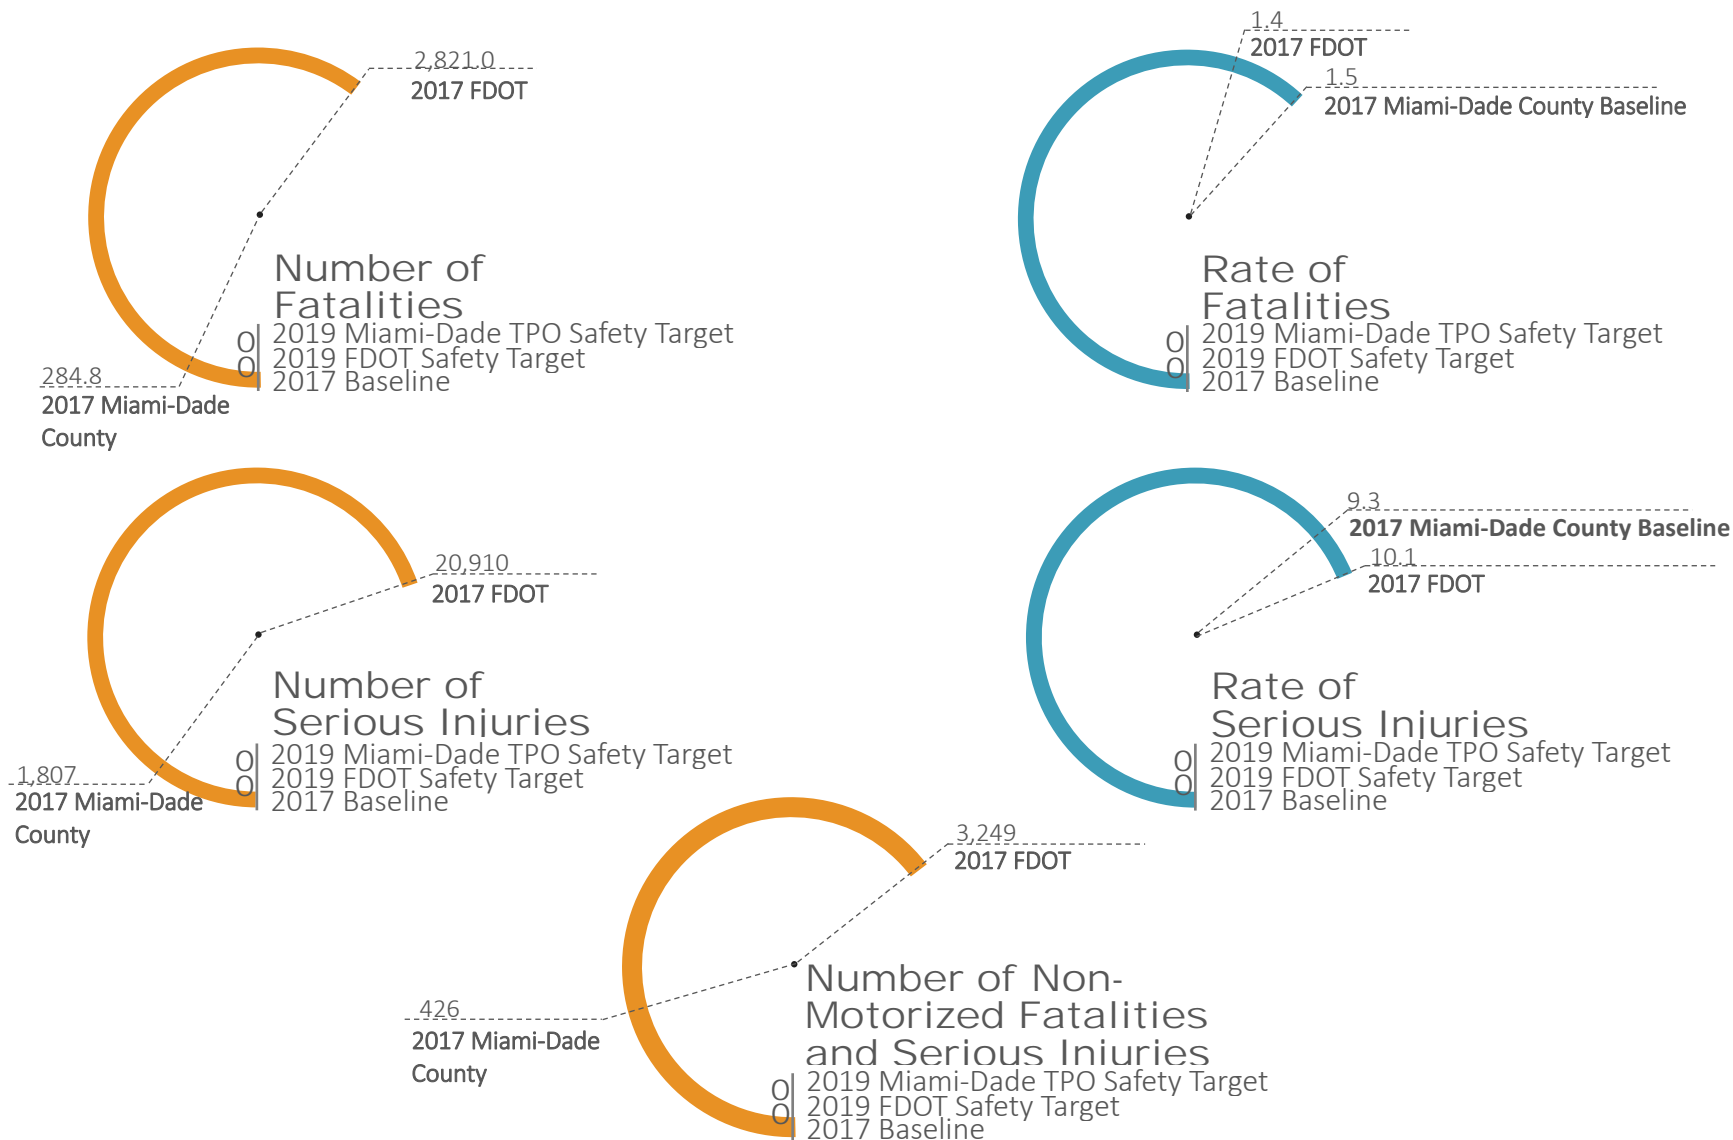 2,821.0
2017 FDOT
Number of
Fatalities
0
2019 Miami-Dade TPO Safety Target
0
2019 FDOT Safety Target
2017 Baseline
284.8
2017 Miami-Dade
County
1.4
2017 FDOT
1.5
2017 Miami-Dade County Baseline
Rate of
Fatalities
0
2019 Miami-Dade TPO Safety Target
0
2019 FDOT Safety Target
2017 Baseline
20,910
2017 FDOT
Number of
Serious Injuries
0
2019 Miami-Dade TPO Safety Target
0
2019 FDOT Safety Target
2017 Baseline
1,807
2017 Miami-Dade
County
9.3
2017 Miami-Dade County Baseline
10.1
2017 FDOT
Rate of
Serious Injuries
0
2019 Miami-Dade TPO Safety Target
0
2019 FDOT Safety Target
2017 Baseline
3,249
2017 FDOT
426
2017 Miami-Dade
County
Number of Non-
Motorized Fatalities
and Serious Injuries
0
2019 Miami-Dade TPO Safety Target
0
2019 FDOT Safety Target
2017 Baseline